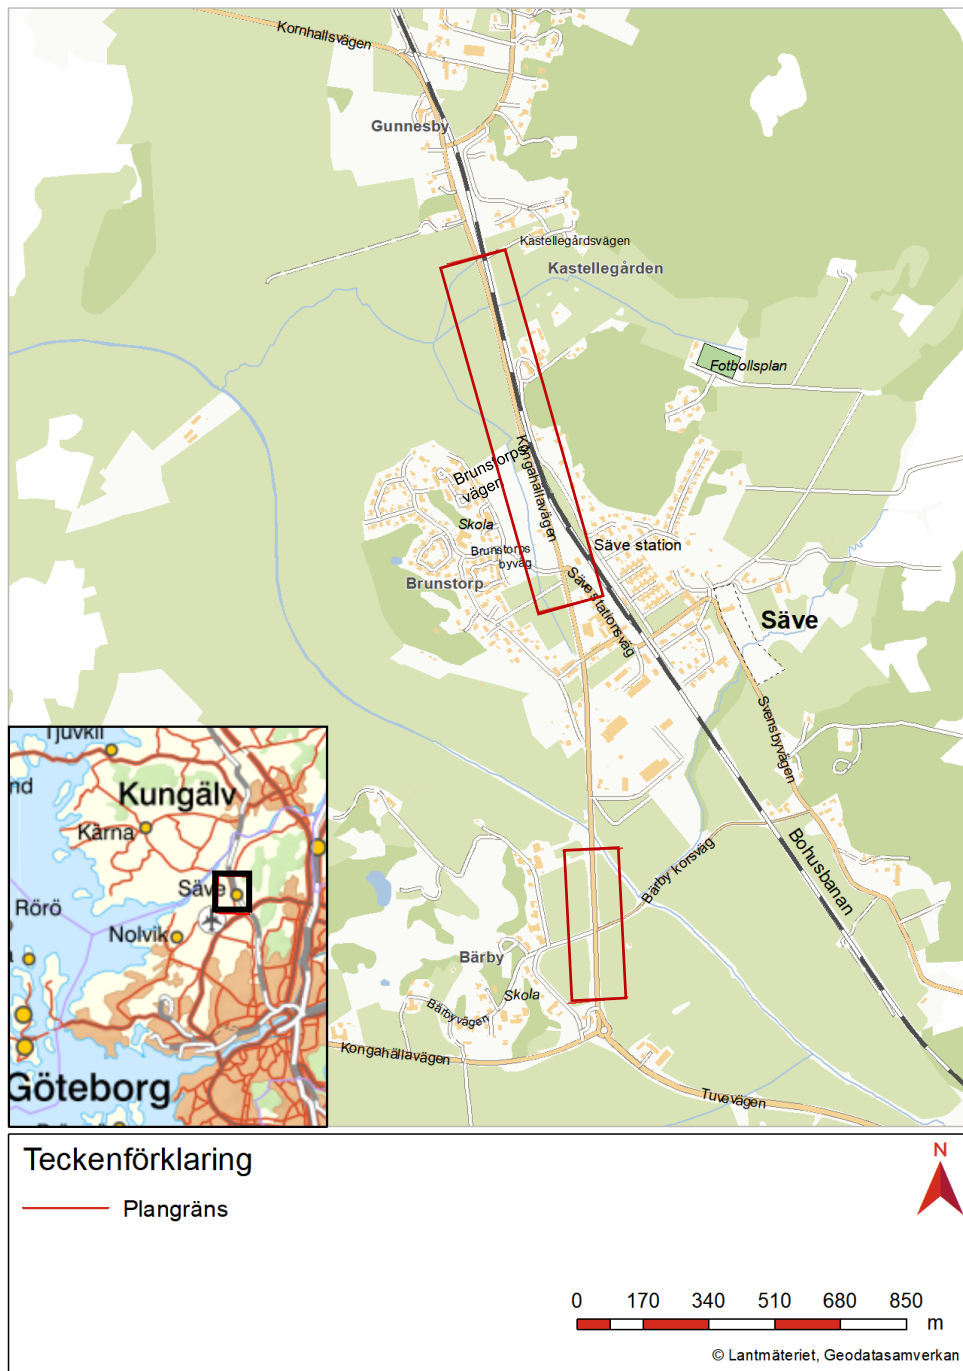 Kornhallsvägen
Gunnesby
Kastellegårdsvägen
Kastellegården
Fotbollsplan
Kongahällavägen
Brunstorps
vägen
Skola
Brunstorps
byväg
Säve station
Brunstorp
Säve stationsväg
Säve
Svensbyvägen
Bohusbanan
Bärby korsväg
Bärby
Skola
Bärbyvägen
Kongahällavägen
Tuvevägen
Tjuvkil
nd
Kungälv
Kärna
Säve
Rörö
Nolvik
a
Göteborg
Teckenförklaring
Plangräns
N
0 170 340 510 680 850
m
© Lantmäteriet, Geodatasamverkan